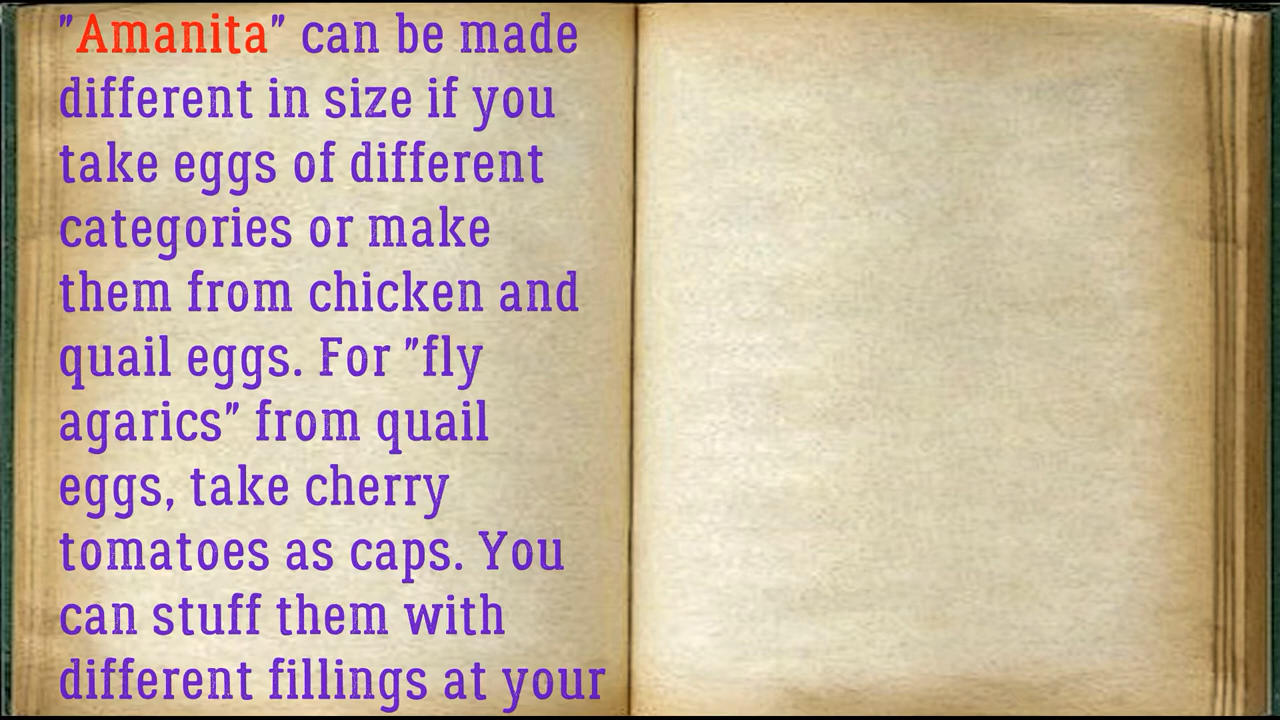 "Amanita" can be made
different in size if you
take eggs of different
categories or make
them from chicken and
quail eggs. For "fly
agarics" from quail
eggs, take cherry
tomatoes as caps. You
can stuff them with
different fillings at your